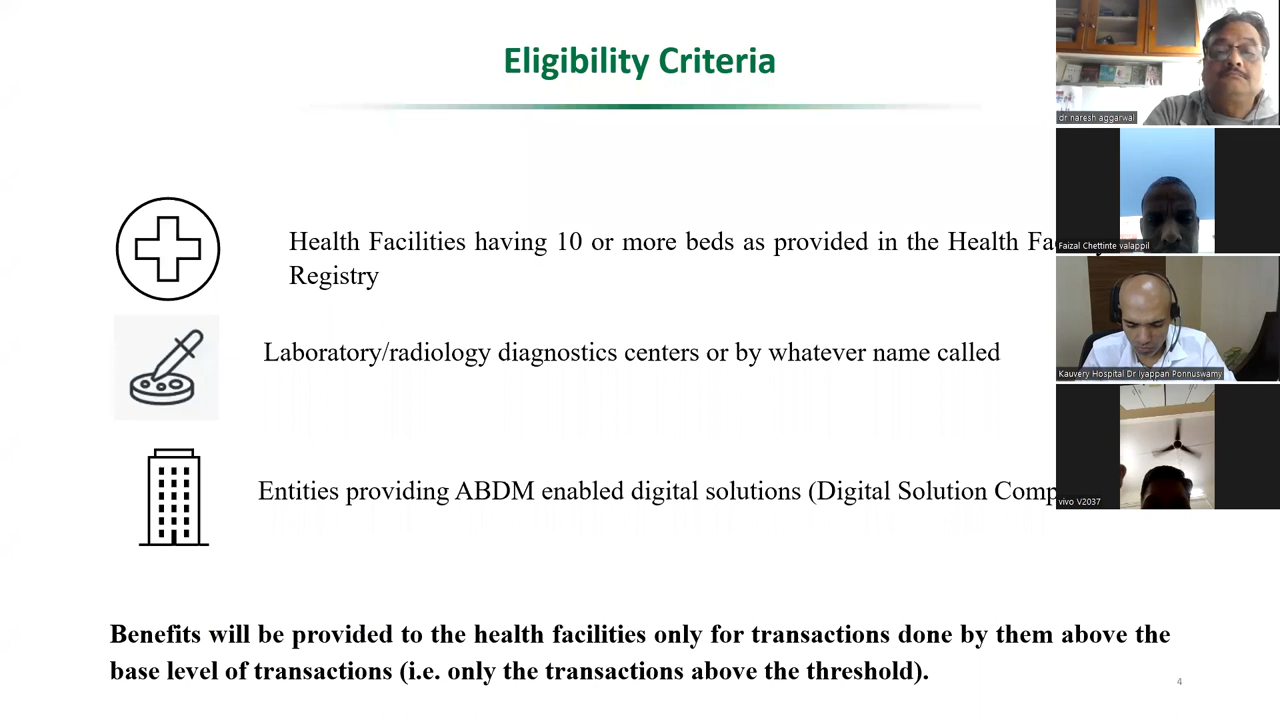 Eligibility Criteria
dr naresh aggarwal
Health Facilities having 10 or more beds as provided in the Health
Registry
Faizal Chettinte valappil
Laboratory/radiology diagnostics centers or by whatever name called
Kauvery Hospital Dr Iyappan Ponnuswamy
Entities providing ABDM enabled digital solutions (Digital Solution
vivo V2037
Benefits will be provided to the health facilities only for transactions done by them above the
base level of transactions (i.e. only the transactions above the threshold).
4